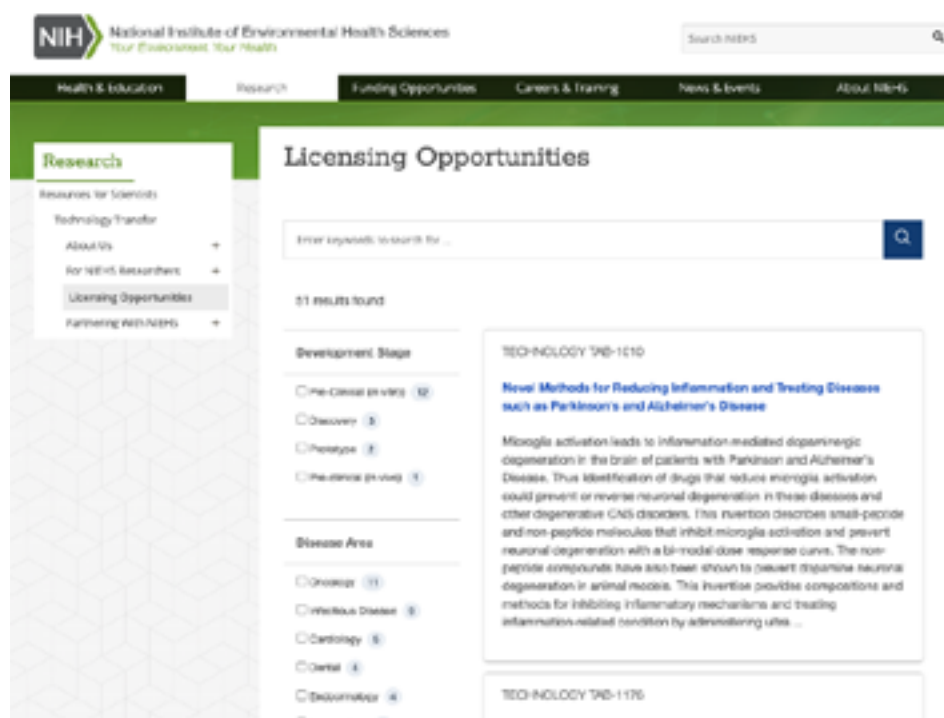 NIH
National Institute of Environmental Health Sciences
Your Environment. Your Health.
Search NIEHS
Health & Education
Research
Funding Opportunities
Careers & Training
News & Events
About NIEHS
Research
Resources for Scientists
Technology Transfer
About Us +
For NIEHS Researchers +
Licensing Opportunities
Partnering With NIEHS +
Licensing Opportunities
Enter keywords to search for ...
51 results found
Development Stage
Pre-Clinical (in vitro) 12
Discovery 3
Prototype 2
Pre-clinical (in vivo) 1
Disease Area
Oncology 11
Infectious Disease 9
Cardiology 5
Dental 4
Endocrinology 4
TECHNOLOGY TAB-1010
Novel Methods for Reducing Inflammation and Treating Diseases
such as Parkinson's and Alzheimer's Disease
Microglia activation leads to inflammation mediated dopaminergic
degeneration in the brain of patients with Parkinson and Alzheimer's
Disease. Thus identification of drugs that reduce microglia activation
could prevent or reverse neuronal degeneration in these diseases and
other degenerative CNS disorders. This invention describes small-peptide
and non-peptide molecules that inhibit microglia activation and prevent
neuronal degeneration with a bi-modal dose response curve. The non-
peptide compounds have also been shown to prevent dopamine neuronal
degeneration in animal models. This invention provides compositions and
methods for inhibiting inflammatory mechanisms and treating
inflammation-related condition by administering ultra ...
TECHNOLOGY TAB-1176